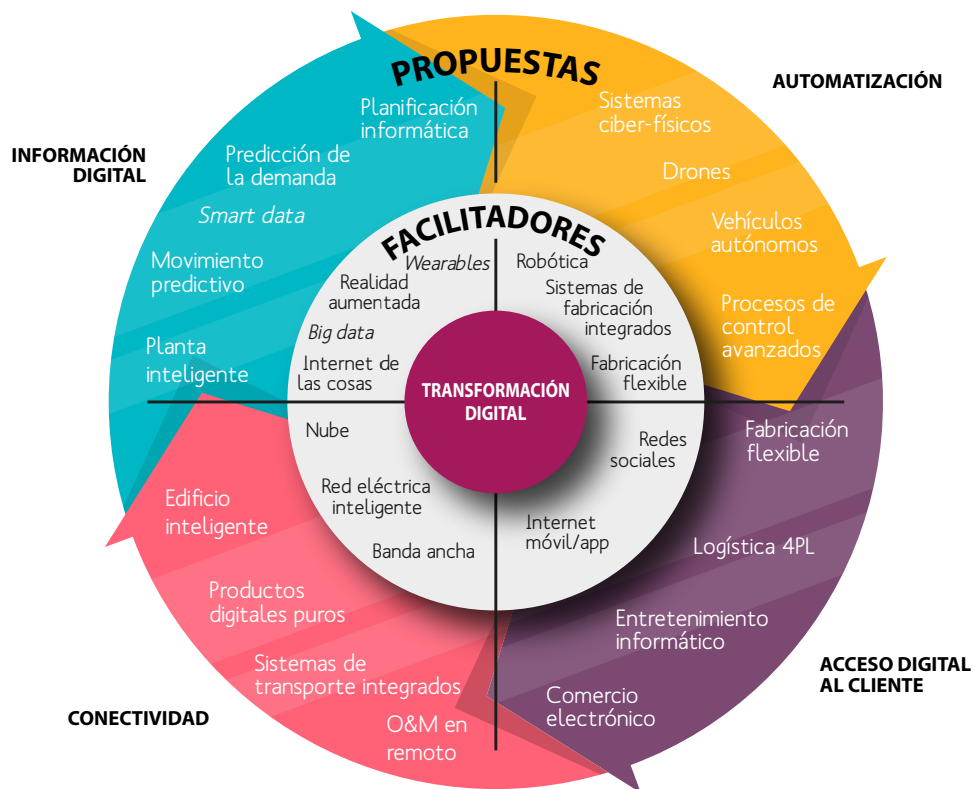 PROPUESTAS
FACILITADORES
TRANSFORMACIÓN
DIGITAL
INFORMACIÓN
DIGITAL
Planificación
informática
Predicción de
la demanda
Smart data
Movimiento
predictivo
Planta
inteligente
Wearables
Realidad
aumentada
Big data
Internet de
las cosas
AUTOMATIZACIÓN
Sistemas
ciber-físicos
Drones
Vehículos
autónomos
Procesos de
control
avanzados
Robótica
Sistemas de
fabricación
integrados
Fabricación
flexible
ACCESO DIGITAL
AL CLIENTE
Fabricación
flexible
Logística 4PL
Entretenimiento
informático
Comercio
electrónico
Redes
sociales
Internet
móvil/app
CONECTIVIDAD
Edificio
inteligente
Productos
digitales puros
Sistemas de
transporte integrados
O&M en
remoto
Nube
Red eléctrica
inteligente
Banda ancha